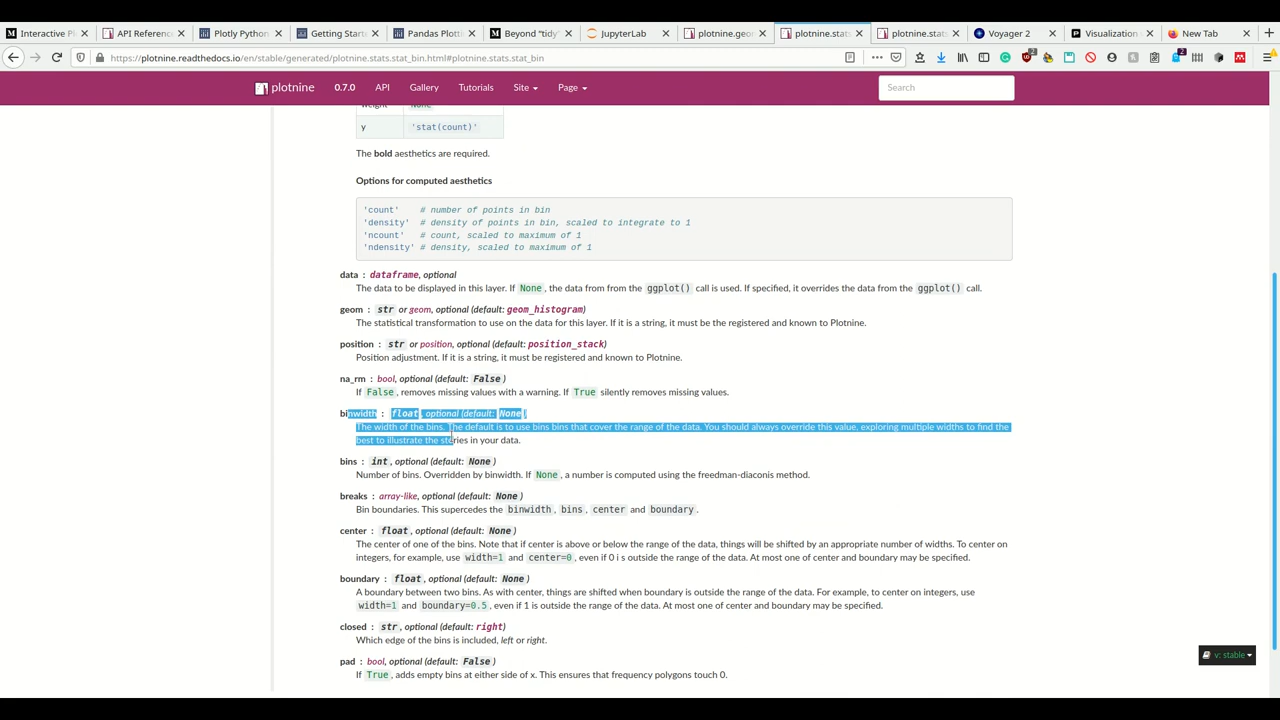 Interactive Pl
API Reference
Plotly Python
Getting Starte
Pandas Plotti
Beyond "tidy"
JupyterLab
plotnine.geor
plotnine.stats
plotnine.stats
Voyager 2
Visualization
New Tab
https://plotnine.readthedocs.io/en/stable/generated/plotnine.stats.stat_bin.html#plotnine.stats.stat_bin
plotnine 0.7.0 API Gallery Tutorials Site Page Search
weight None
y 'stat(count)'
The bold aesthetics are required.
Options for computed aesthetics
'count' # number of points in bin
'density' # density of points in bin, scaled to integrate to 1
'ncount' # count, scaled to maximum of 1
'ndensity' # density, scaled to maximum of 1
data : dataframe, optional
The data to be displayed in this layer. If None, the data from from the ggplot() call is used. If specified, it overrides the data from the ggplot() call.
geom : str or geom, optional (default: geom_histogram)
The statistical transformation to use on the data for this layer. If it is a string, it must be the registered and known to Plotnine.
position : str or position, optional (default: position_stack)
Position adjustment. If it is a string, it must be registered and known to Plotnine.
na_rm : bool, optional (default: False)
If False, removes missing values with a warning. If True silently removes missing values.
binwidth : float, optional (default: None)
The width of the bins. The default is to use bins bins that cover the range of the data. You should always override this value, exploring multiple widths to find the
best to illustrate the stories in your data.
bins : int, optional (default: None)
Number of bins. Overridden by binwidth. If None, a number is computed using the freedman-diaconis method.
breaks : array-like, optional (default: None)
Bin boundaries. This supercedes the binwidth, bins, center and boundary.
center : float, optional (default: None)
The center of one of the bins. Note that if center is above or below the range of the data, things will be shifted by an appropriate number of widths. To center on
integers, for example, use width=1 and center=0, even if 0 i s outside the range of the data. At most one of center and boundary may be specified.
boundary : float, optional (default: None)
A boundary between two bins. As with center, things are shifted when boundary is outside the range of the data. For example, to center on integers, use
width=1 and boundary=0.5, even if 1 is outside the range of the data. At most one of center and boundary may be specified.
closed : str, optional (default: right)
Which edge of the bins is included, left or right.
v: stable
pad : bool, optional (default: False)
If True, adds empty bins at either side of x. This ensures that frequency polygons touch 0.